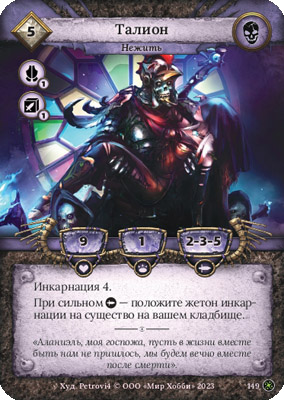 5
Талион
Нежить
1
1
9
1
2-3-5
Инкарнация 4.
При сильном — положите жетон инкар-
нации на существо на вашем кладбище.
«Аланиэль, моя госпожа, пусть в жизни вместе
быть нам не пришлось, мы будем вечно вместе
после смерти».
Худ. Petrovi4 © ООО «Мир Хобби» 2023
149